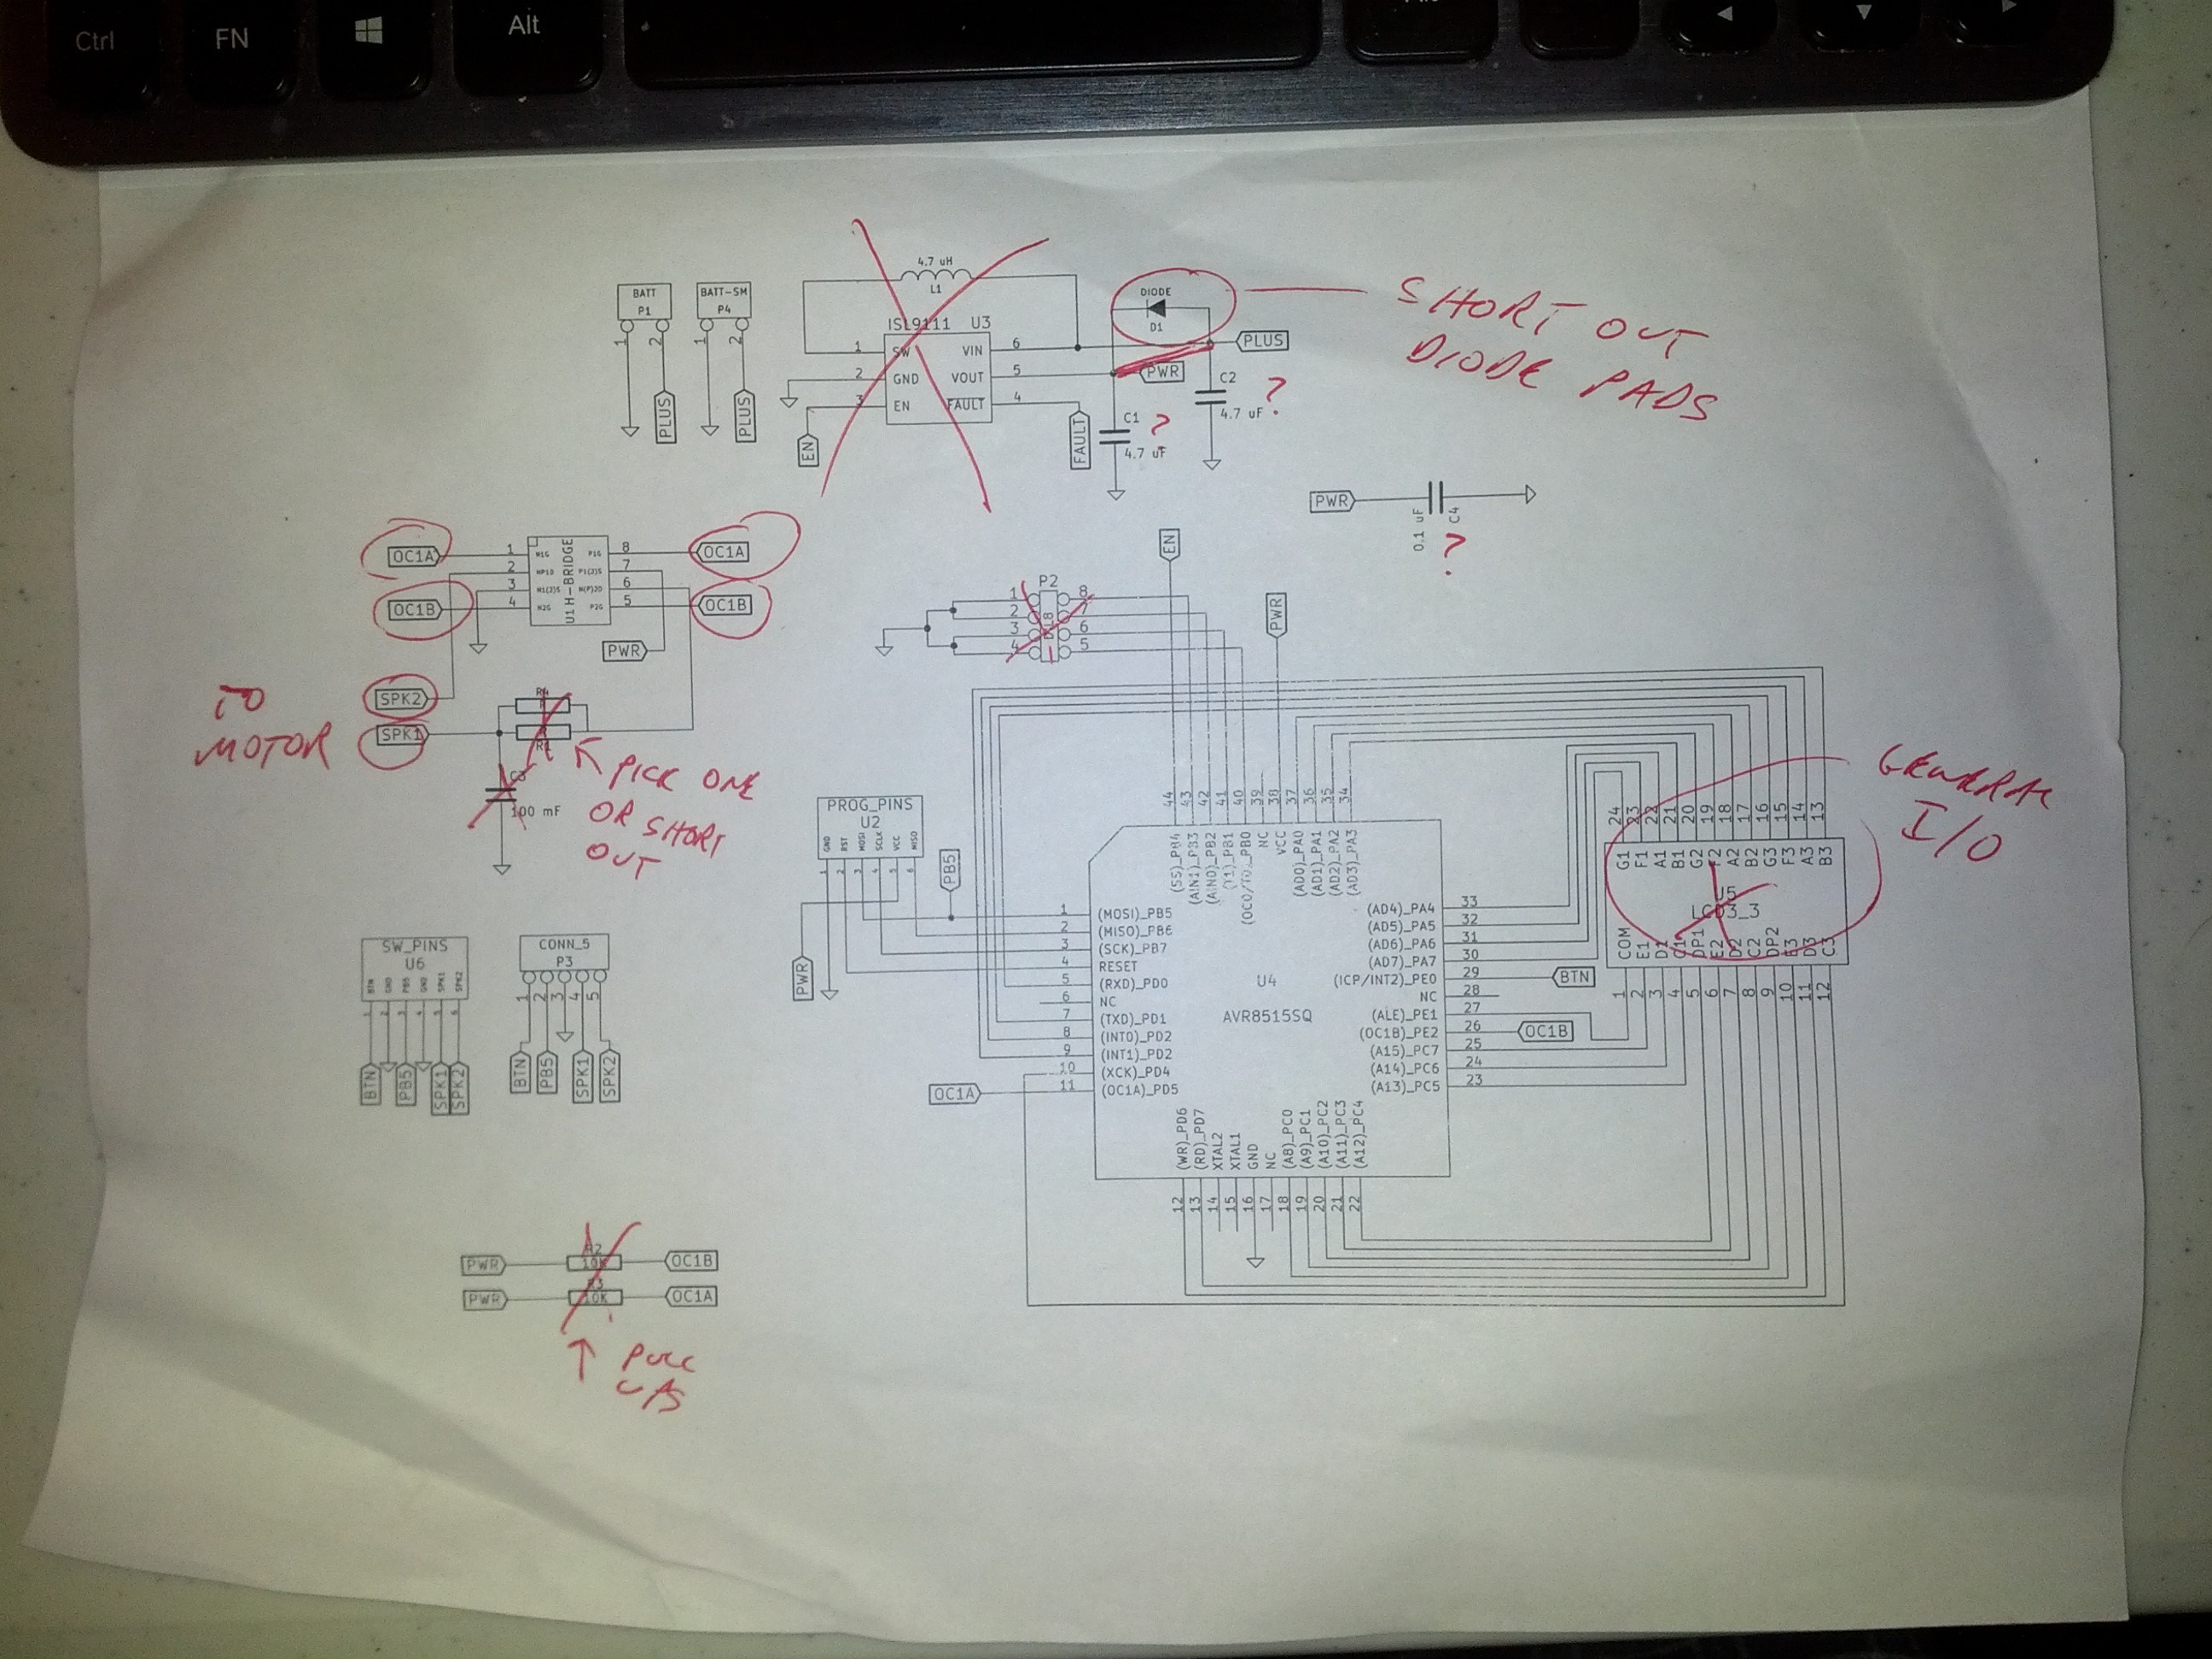 Ctrl
FN
Alt
4.7 uH
L1
BATT
P1
BATT-SM
P4
DIODE
D1
SHORT OUT
DIODE PADS
ISL9111 U3
1 SW VIN 6
2 GND VOUT 5
3 EN FAULT 4
PLUS
PWR
1 2
1 2
PLUS
PLUS
EN
FAULT
C2
?
4.7 uF
C1
?
4.7 uF
PWR
0.1 uF
C4
?
EN
PWR
OC1A
1
8
OC1A
2
7
3
6
OC1B
4
5
OC1B
U1 H-BRIDGE
PWR
P2
1 8
2 7
3 6
4 5
TO
MOTOR
SPK2
SPK1
R1
C3
100 mF
PICK ONE
OR SHORT
OUT
GENERAL
I/O
PROG_PINS
U2
GND RST MOSI SCLK VCC MISO
1 2 3 4 5 6
PB5
PWR
44 43 42 41 40 39 38 37 36 35 34
(SS)_PB4
(AIN1)_PB3
(AIN0)_PB2
(T1)_PB1
(OC0/T0)_PB0
NC
VCC
(AD0)_PA0
(AD1)_PA1
(AD2)_PA2
(AD3)_PA3
24 23 22 21 20 19 18 17 16 15 14 13
G1 F1 A1 B1 G2 F2 A2 B2 G3 F3 A3 B3
U5
LCD3_3
COM E1 D1 C1 DP1 E2 D2 C2 DP2 E3 D3 C3
1 2 3 4 5 6 7 8 9 10 11 12
1 (MOSI)_PB5
2 (MISO)_PB6
3 (SCK)_PB7
4 RESET
5 (RXD)_PD0
6 NC
7 (TXD)_PD1
8 (INT0)_PD2
9 (INT1)_PD2
10 (XCK)_PD4
11 (OC1A)_PD5
OC1A
U4
AVR8515SQ
(AD4)_PA4 33
(AD5)_PA5 32
(AD6)_PA6 31
(AD7)_PA7 30
(ICP/INT2)_PE0 29
BTN
NC 28
(ALE)_PE1 27
(OC1B)_PE2 26
OC1B
(A15)_PC7 25
(A14)_PC6 24
(A13)_PC5 23
(WR)_PD6
(RD)_PD7
XTAL2
XTAL1
GND
NC
(A8)_PC0
(A9)_PC1
(A10)_PC2
(A11)_PC3
(A12)_PC4
12 13 14 15 16 17 18 19 20 21 22
SW_PINS
U6
BTN GND PB5 GND SPK1 SPK2
1 2 3 4 5 6
BTN
PB5
SPK1
SPK2
CONN_5
P3
1 2 3 4 5
BTN
PB5
SPK1
SPK2
PWR
R2
10K
OC1B
PWR
R3
10K
OC1A
PULL
UPS